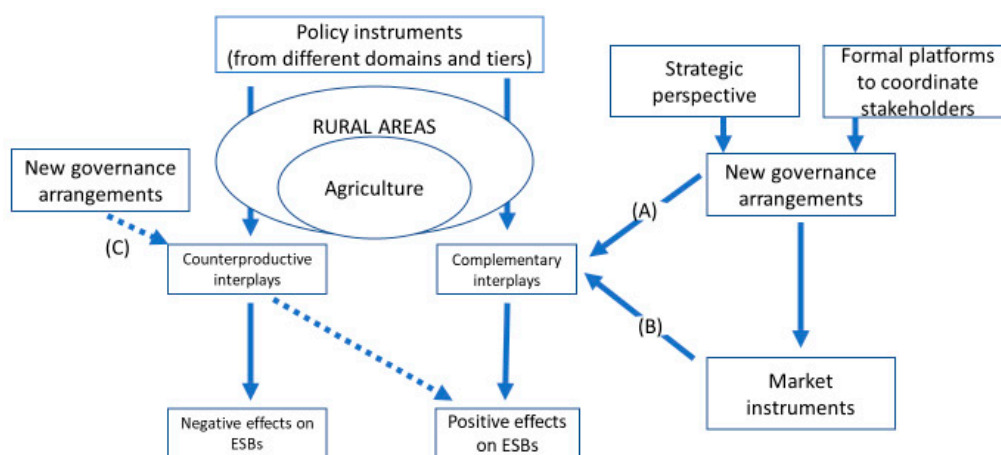 Policy instruments
(from different domains and tiers)
Strategic
perspective
Formal platforms
to coordinate
stakeholders
RURAL AREAS
Agriculture
New governance
arrangements
New governance
arrangements
(A)
(C)
Counterproductive
interplays
Complementary
interplays
(B)
Market
instruments
Negative effects on
ESBs
Positive effects
on ESBs